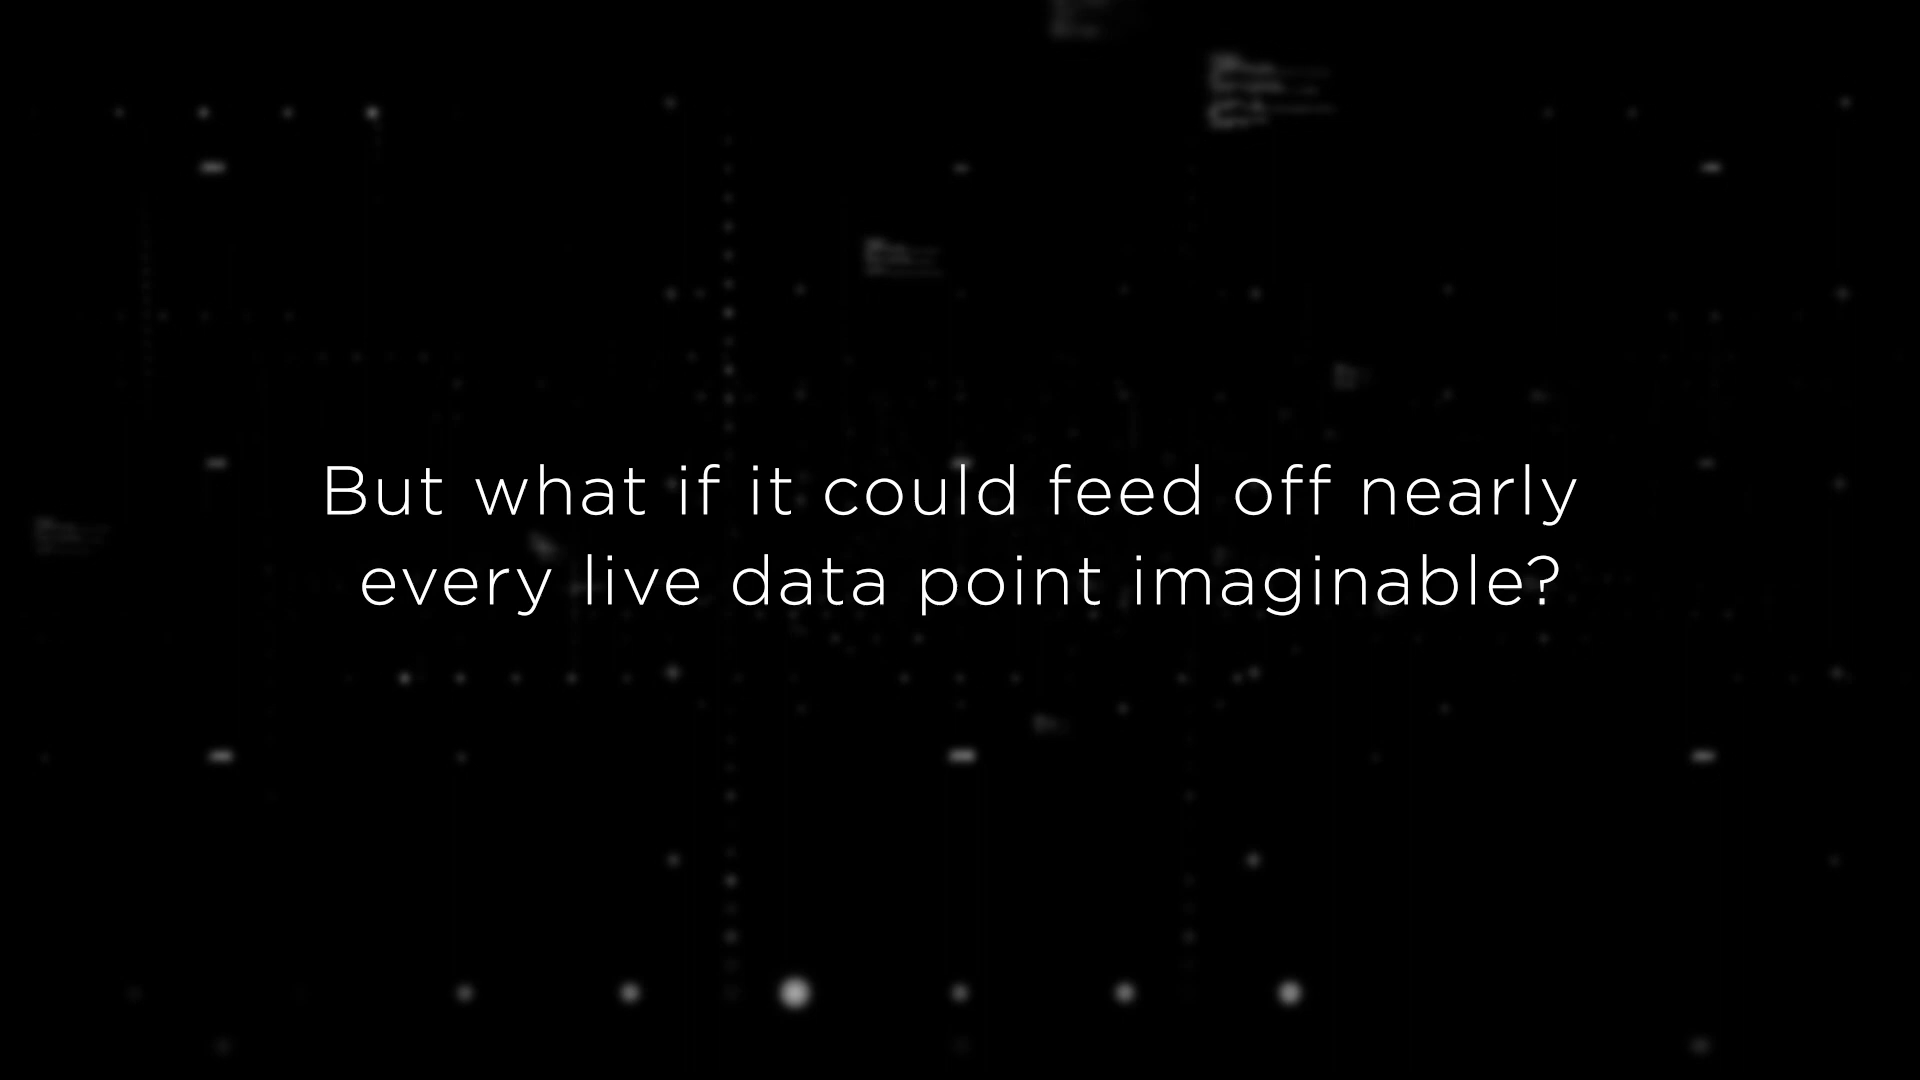 But what if it could feed off nearly
every live data point imaginable?